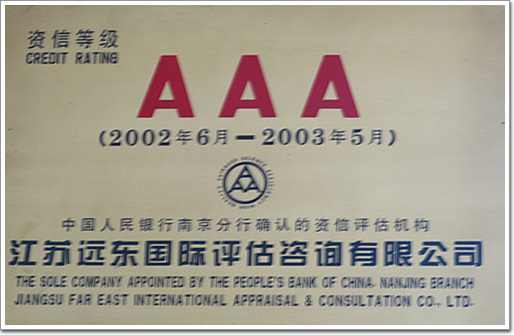 资信等级
CREDIT RATING
AAA
(2002年6月—2003年5月)
中国人民银行南京分行确认的资信评估机构
江苏远东国际评估咨询有限公司
THE SOLE COMPANY APPOINTED BY THE PEOPLE'S BANK OF CHINA, NANJING BRANCH
JIANGSU FAR EAST INTERNATIONAL APPRAISAL & CONSULTATION CO., LTD.